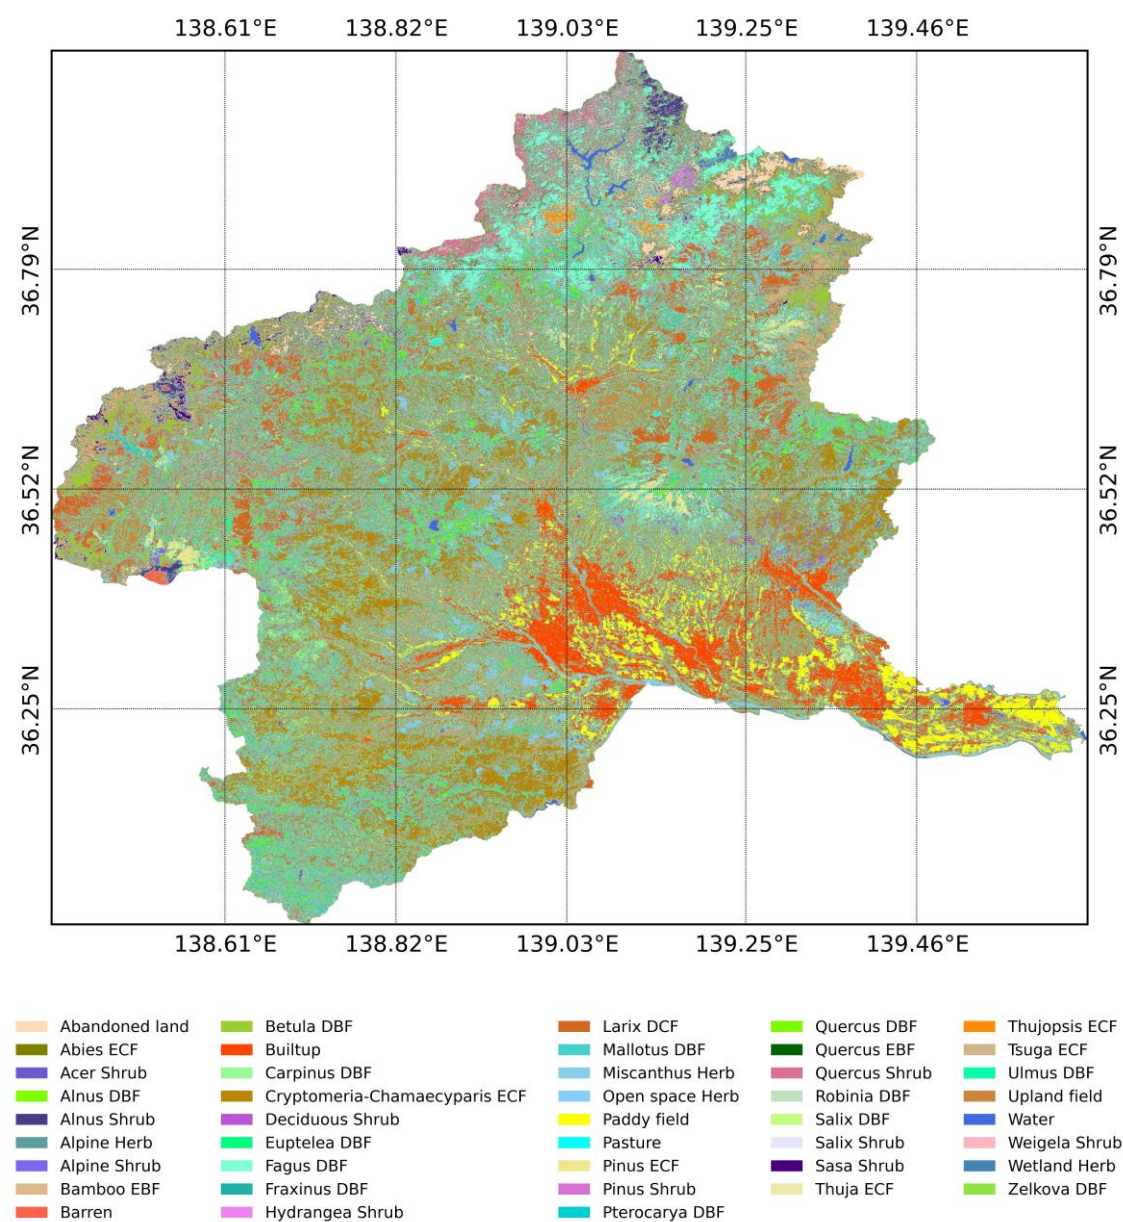 138.61°E 138.82°E 139.03°E 139.25°E 139.46°E
36.79°N 36.79°N
36.52°N 36.52°N
36.25°N 36.25°N
138.61°E 138.82°E 139.03°E 139.25°E 139.46°E
Abandoned land
Abies ECF
Acer Shrub
Alnus DBF
Alnus Shrub
Alpine Herb
Alpine Shrub
Bamboo EBF
Barren
Betula DBF
Builtup
Carpinus DBF
Cryptomeria-Chamaecyparis ECF
Deciduous Shrub
Euptelea DBF
Fagus DBF
Fraxinus DBF
Hydrangea Shrub
Larix DCF
Mallotus DBF
Miscanthus Herb
Open space Herb
Paddy field
Pasture
Pinus ECF
Pinus Shrub
Pterocarya DBF
Quercus DBF
Quercus EBF
Quercus Shrub
Robinia DBF
Salix DBF
Salix Shrub
Sasa Shrub
Thuja ECF
Thujopsis ECF
Tsuga ECF
Ulmus DBF
Upland field
Water
Weigela Shrub
Wetland Herb
Zelkova DBF